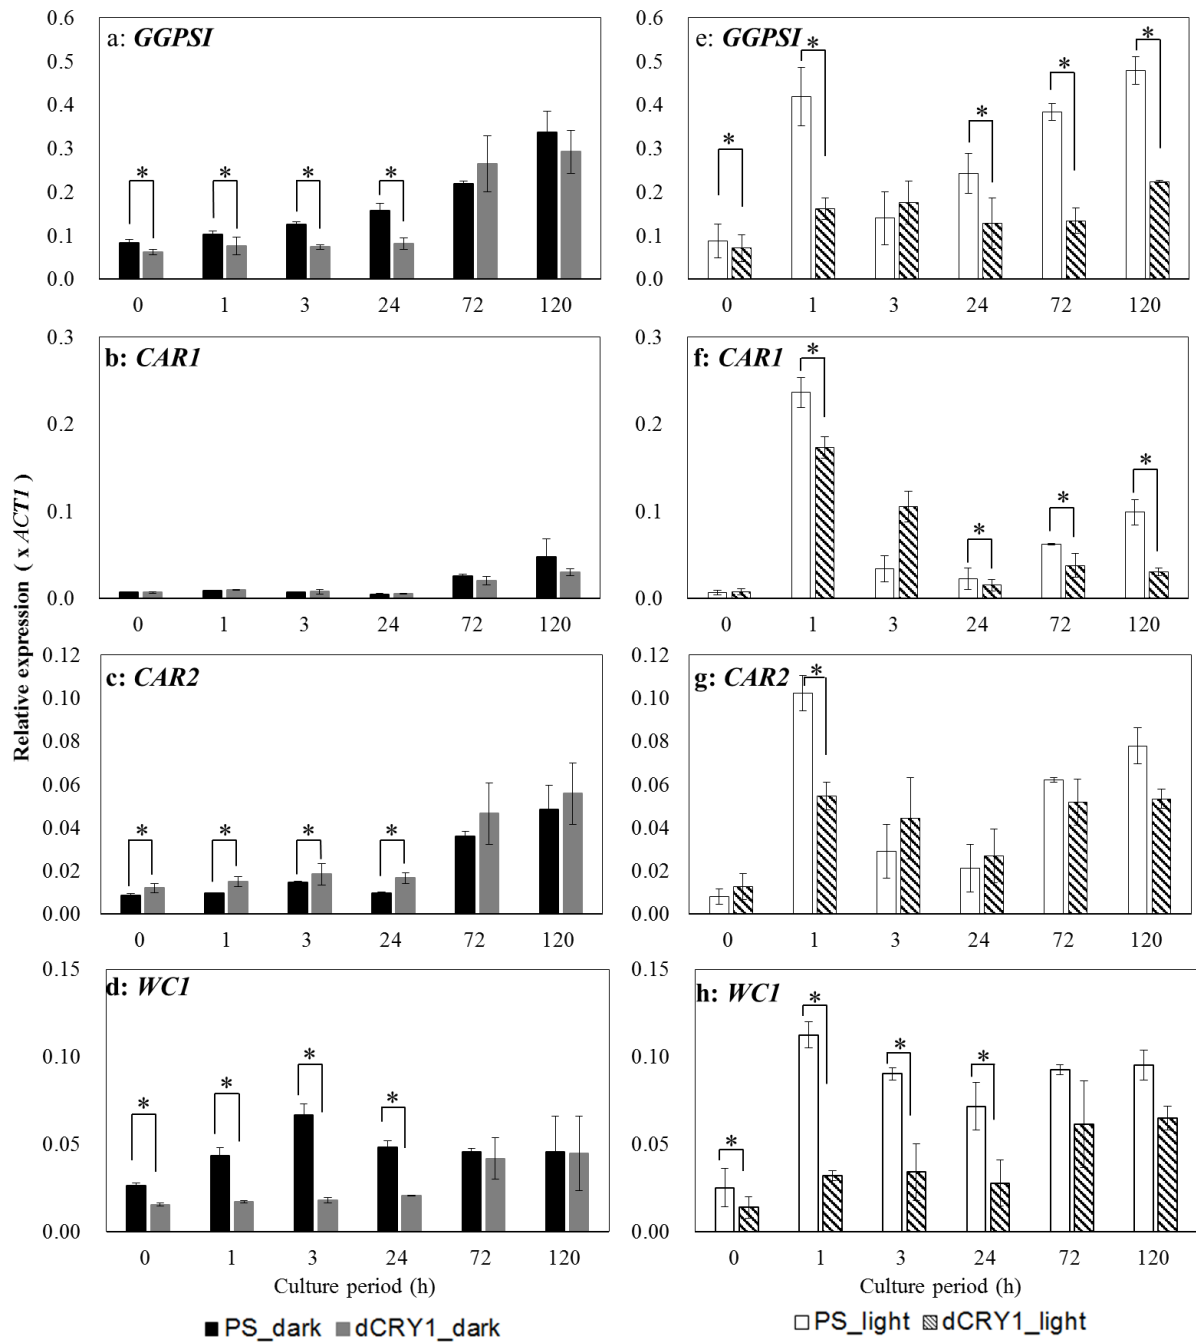 Relative expression ( x ACT1)
a: GGPSI
0.6
0.5
0.4
0.3
0.2
0.1
0.0
* * * *
0 1 3 24 72 120
b: CAR1
0.3
0.2
0.1
0.0
0 1 3 24 72 120
c: CAR2
0.12
0.10
0.08
0.06
0.04
0.02
0.00
* * * *
0 1 3 24 72 120
d: WC1
0.15
0.10
0.05
0.00
* * * *
0 1 3 24 72 120
Culture period (h)
PS_dark dCRY1_dark
e: GGPSI
0.6
0.5
0.4
0.3
0.2
0.1
0.0
* * * * *
0 1 3 24 72 120
f: CAR1
0.3
0.2
0.1
0.0
* * * *
0 1 3 24 72 120
g: CAR2
0.12
0.10
0.08
0.06
0.04
0.02
0.00
*
0 1 3 24 72 120
h: WC1
0.15
0.10
0.05
0.00
* * * *
0 1 3 24 72 120
Culture period (h)
PS_light dCRY1_light